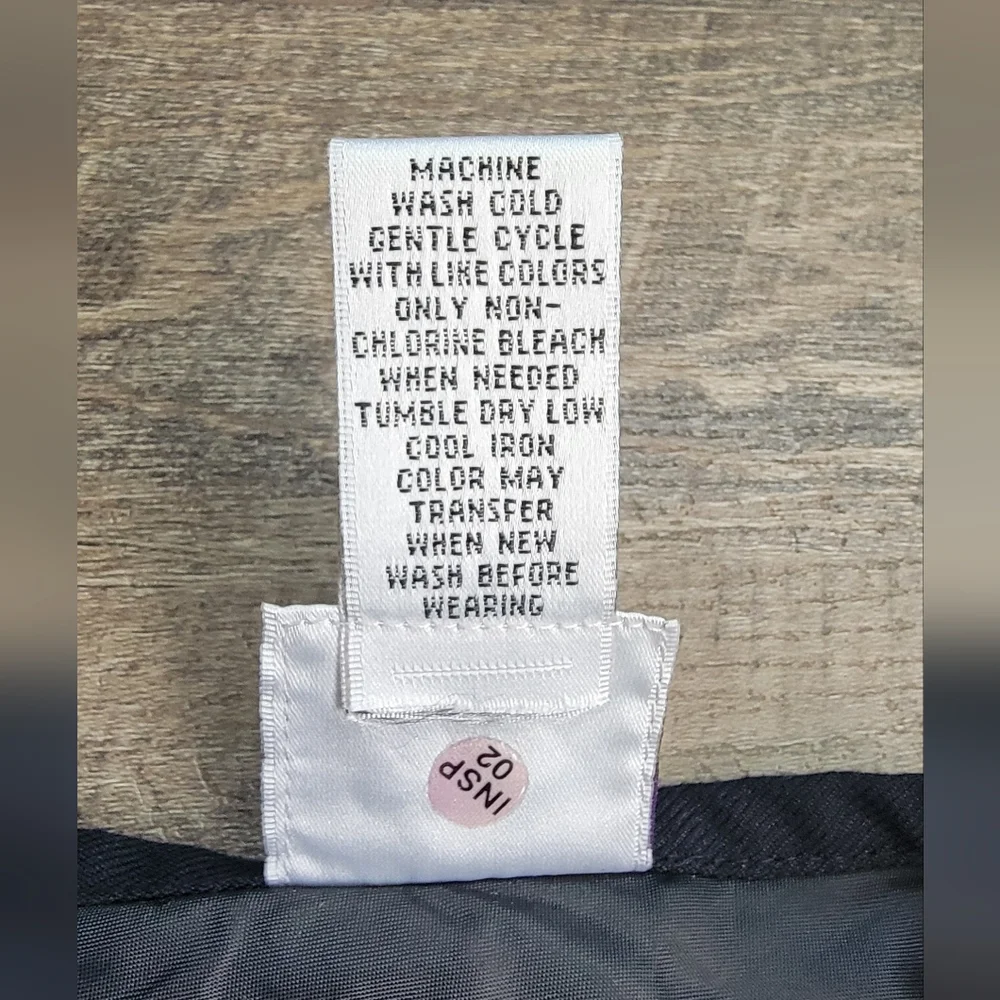 MACHINE
WASH COLD
GENTLE CYCLE
WITH LIKE COLORS
ONLY NON-
CHLORINE BLEACH
WHEN NEEDED
TUMBLE DRY LOW
COOL IRON
COLOR MAY
TRANSFER
WHEN NEW
WASH BEFORE
WEARING
INSP
02